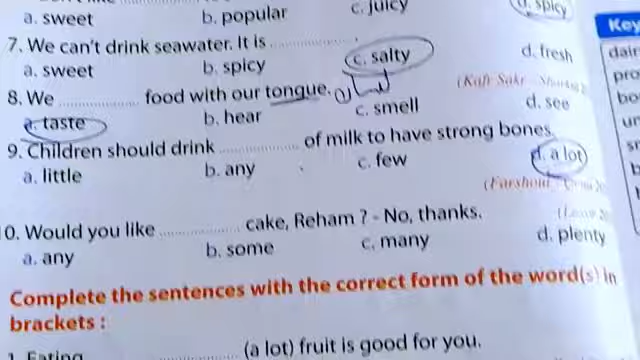 a. sweet b. popular c. juicy d. spicy
Key
7. We can't drink seawater. It is .................... .
a. sweet b. spicy c. salty d. fresh
8. We .................... food with our tongue. لسان
a. taste b. hear c. smell d. see
9. Children should drink .................... of milk to have strong bones.
a. little b. any c. few d. a lot
10. Would you like .................... cake, Reham ? - No, thanks.
a. any b. some c. many d. plenty
Complete the sentences with the correct form of the word(s) in
brackets :
1. Eating .................... (a lot) fruit is good for you.